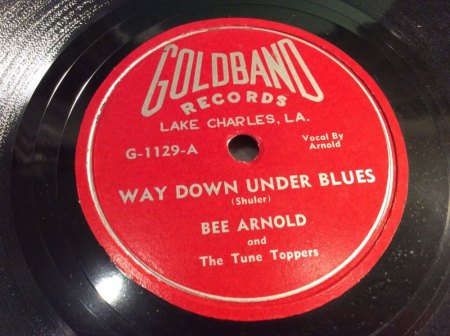 GOLDBAND
RECORDS
LAKE CHARLES, LA.
G-1129-A
Vocal By
Arnold
WAY DOWN UNDER BLUES
(Shuler)
BEE ARNOLD
and
The Tune Toppers